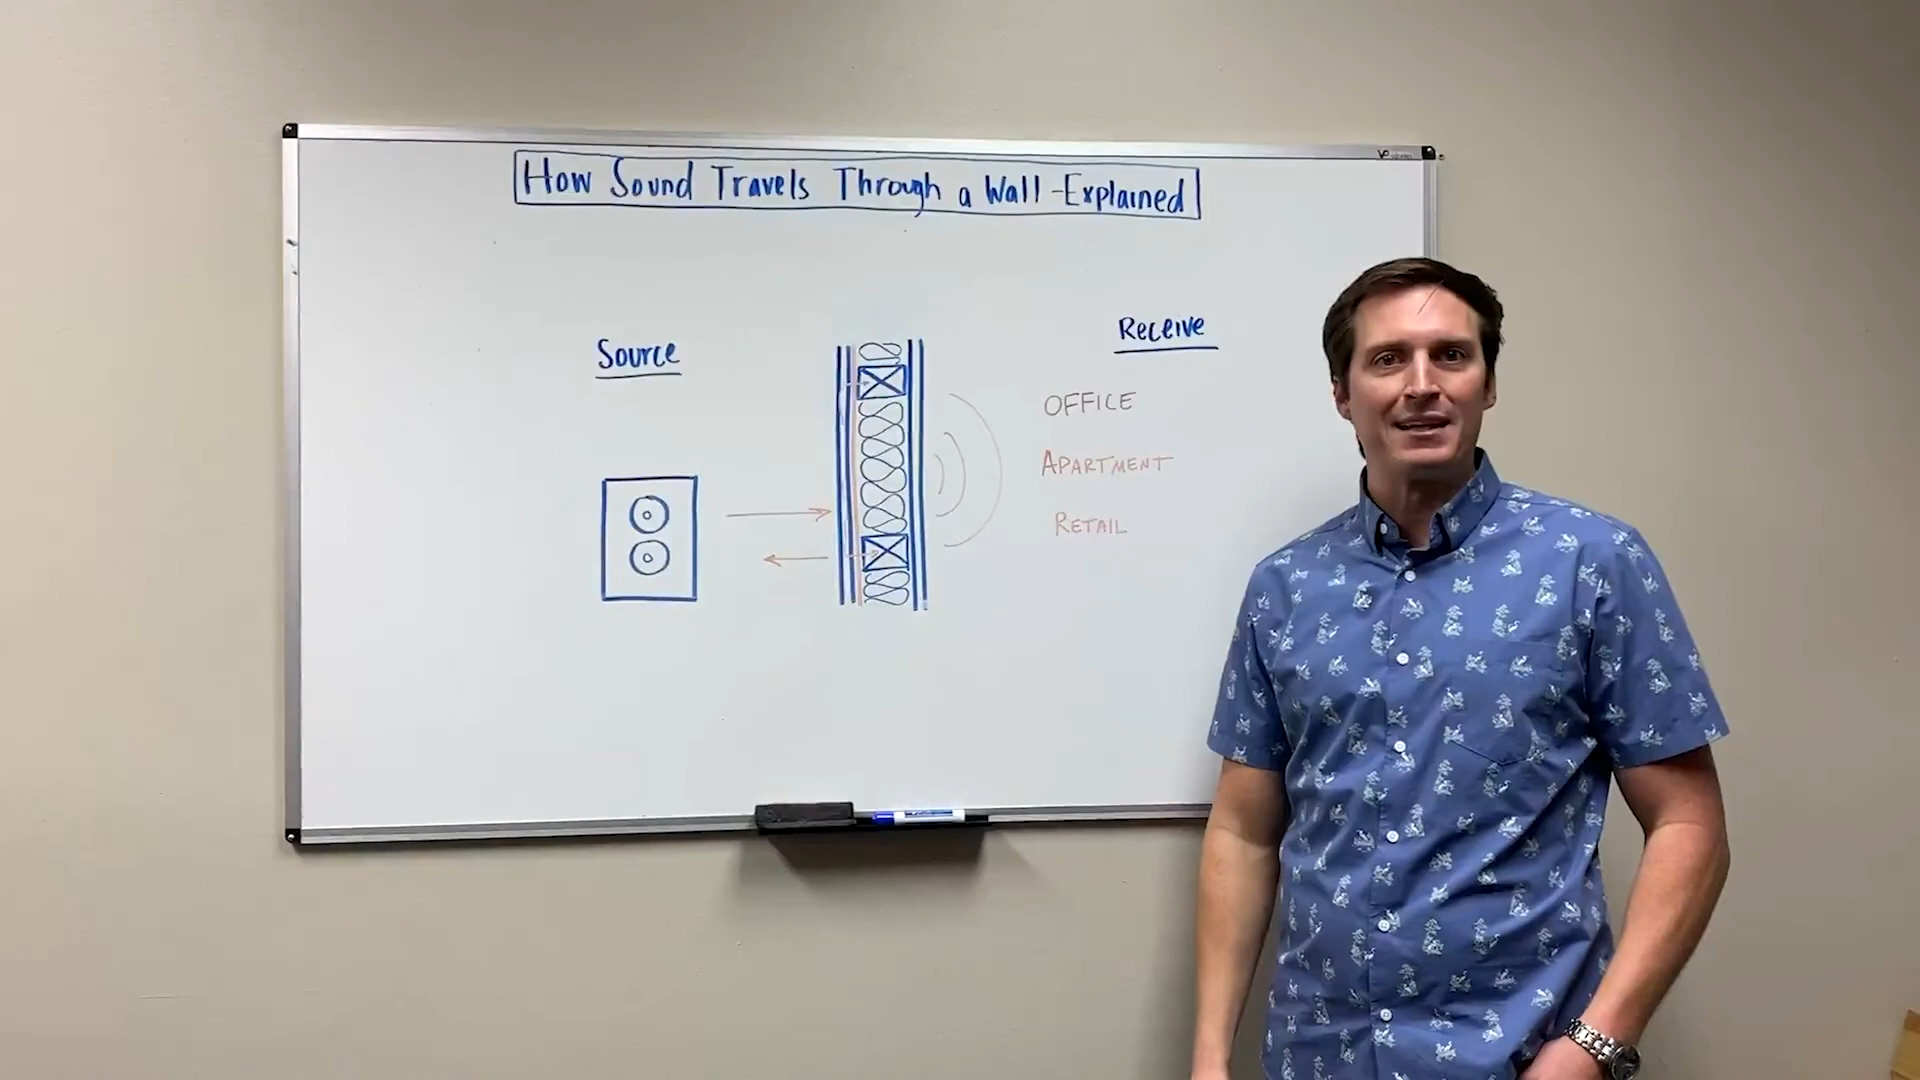 How Sound Travels Through a Wall - Explained
Source
Receive
OFFICE
APARTMENT
RETAIL